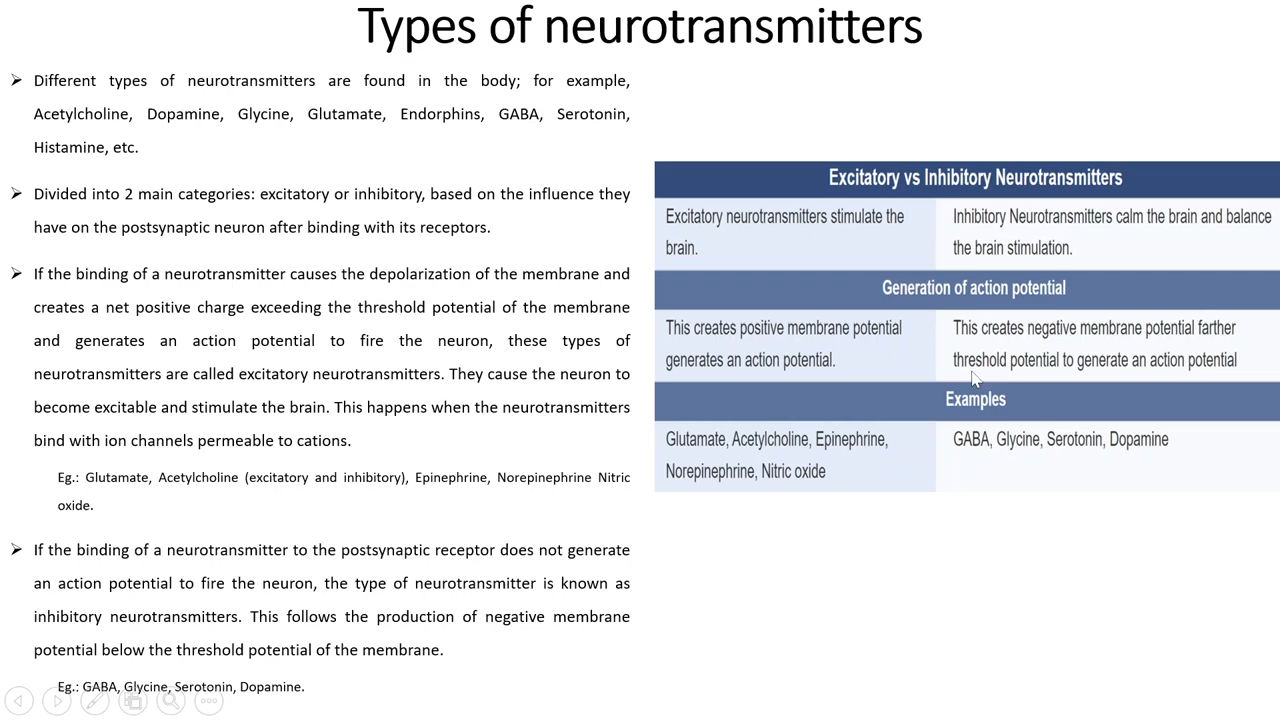 Types of neurotransmitters
Different types of neurotransmitters are found in the body; for example,
Acetylcholine, Dopamine, Glycine, Glutamate, Endorphins, GABA, Serotonin,
Histamine, etc.
Divided into 2 main categories: excitatory or inhibitory, based on the influence they
have on the postsynaptic neuron after binding with its receptors.
If the binding of a neurotransmitter causes the depolarization of the membrane and
creates a net positive charge exceeding the threshold potential of the membrane
and generates an action potential to fire the neuron, these types of
neurotransmitters are called excitatory neurotransmitters. They cause the neuron to
become excitable and stimulate the brain. This happens when the neurotransmitters
bind with ion channels permeable to cations.
Eg.: Glutamate, Acetylcholine (excitatory and inhibitory), Epinephrine, Norepinephrine Nitric
oxide.
If the binding of a neurotransmitter to the postsynaptic receptor does not generate
an action potential to fire the neuron, the type of neurotransmitter is known as
inhibitory neurotransmitters. This follows the production of negative membrane
potential below the threshold potential of the membrane.
Eg.: GABA, Glycine, Serotonin, Dopamine.
Excitatory vs Inhibitory Neurotransmitters
Excitatory neurotransmitters stimulate the
brain.
Inhibitory Neurotransmitters calm the brain and balance
the brain stimulation.
Generation of action potential
This creates positive membrane potential
generates an action potential.
This creates negative membrane potential farther
threshold potential to generate an action potential
Examples
Glutamate, Acetylcholine, Epinephrine,
Norepinephrine, Nitric oxide
GABA, Glycine, Serotonin, Dopamine